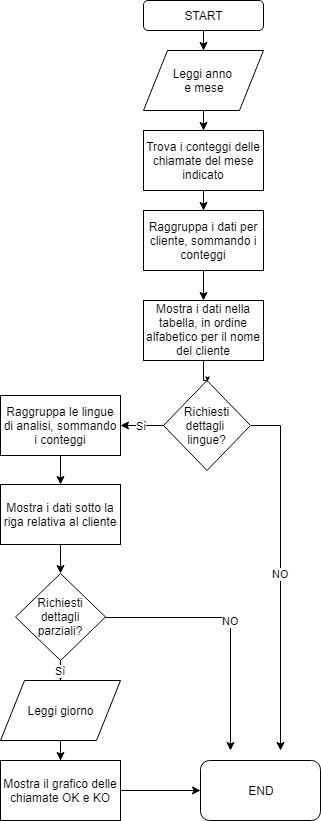 START
Leggi anno
e mese
Trova i conteggi delle
chiamate del mese
indicato
Raggruppa i dati per
cliente, sommando i
conteggi
Mostra i dati nella
tabella, in ordine
alfabetico per il nome
del cliente
Richiesti
dettagli
lingue?
Sì
Raggruppa le lingue
di analisi, sommando
i conteggi
Mostra i dati sotto la
riga relativa al cliente
NO
Richiesti
dettagli
parziali?
NO
Sì
Leggi giorno
Mostra il grafico delle
chiamate OK e KO
END